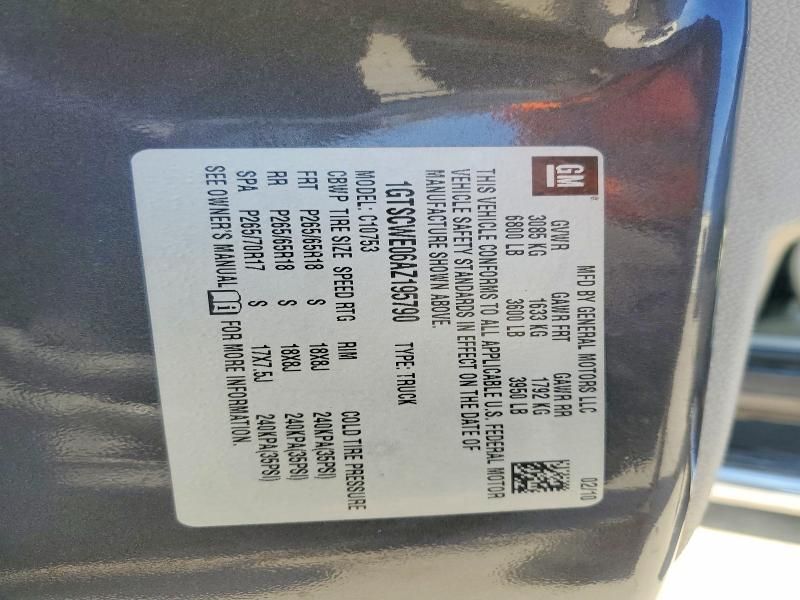 GM
MFD BY GENERAL MOTORS LLC 02/10
GVWR GAWR FRT GAWR RR
3085 KG 1633 KG 1792 KG
6800 LB 3600 LB 3950 LB
THIS VEHICLE CONFORMS TO ALL APPLICABLE U.S. FEDERAL MOTOR
VEHICLE SAFETY STANDARDS IN EFFECT ON THE DATE OF
MANUFACTURE SHOWN ABOVE.
1GTSCWE06AZ195790 TYPE: TRUCK
MODEL: C10753
CBWP TIRE SIZE SPEED RTG RIM COLD TIRE PRESSURE
FRT P265/65R18 S 18X8J 240KPA(35PSI)
RR P265/65R18 S 18X8J 240KPA(35PSI)
SPA P265/70R17 S 17X7.5J 240KPA(35PSI)
SEE OWNER'S MANUAL FOR MORE INFORMATION